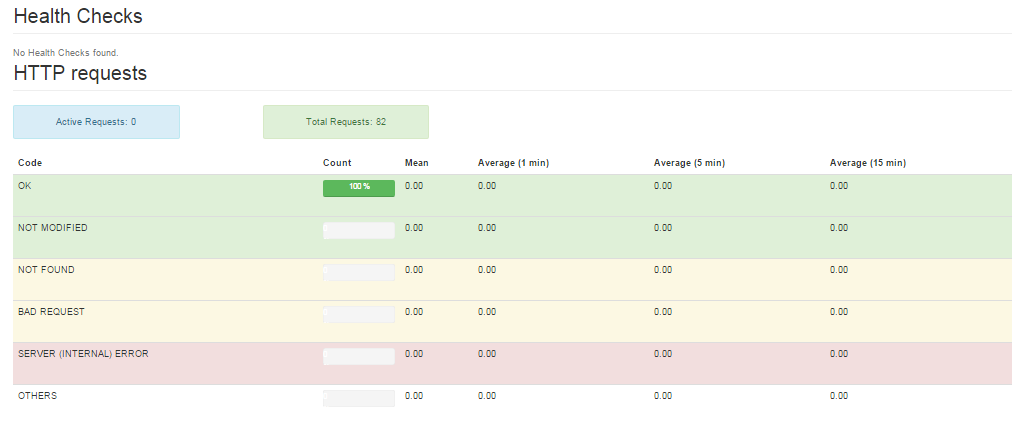 Health Checks
No Health Checks found.
HTTP requests
Active Requests: 0 Total Requests: 82
Code Count Mean Average (1 min) Average (5 min) Average (15 min)
OK 100 % 0.00 0.00 0.00 0.00
NOT MODIFIED 0.00 0.00 0.00 0.00
NOT FOUND 0.00 0.00 0.00 0.00
BAD REQUEST 0.00 0.00 0.00 0.00
SERVER (INTERNAL) ERROR 0.00 0.00 0.00 0.00
OTHERS 0.00 0.00 0.00 0.00